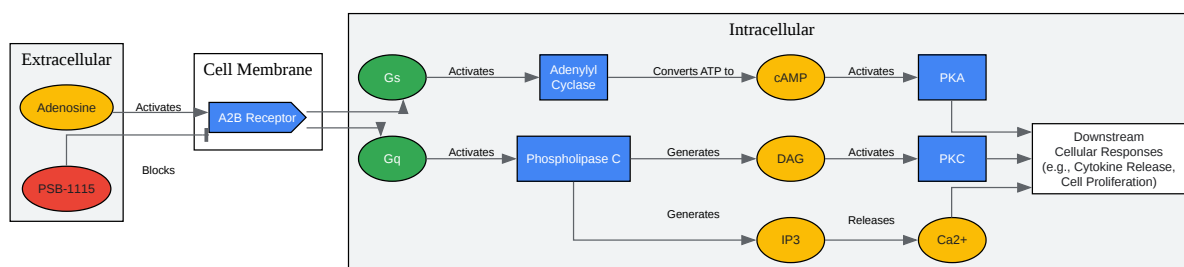 Extracellular
Adenosine
PSB-1115
Activates
Blocks
Cell Membrane
A2B Receptor
Intracellular
Gs
Activates
Adenylyl
Cyclase
Converts ATP to
cAMP
Activates
PKA
Gq
Activates
Phospholipase C
Generates
DAG
Activates
PKC
Generates
IP3
Releases
Ca2+
Downstream
Cellular Responses
(e.g., Cytokine Release,
Cell Proliferation)